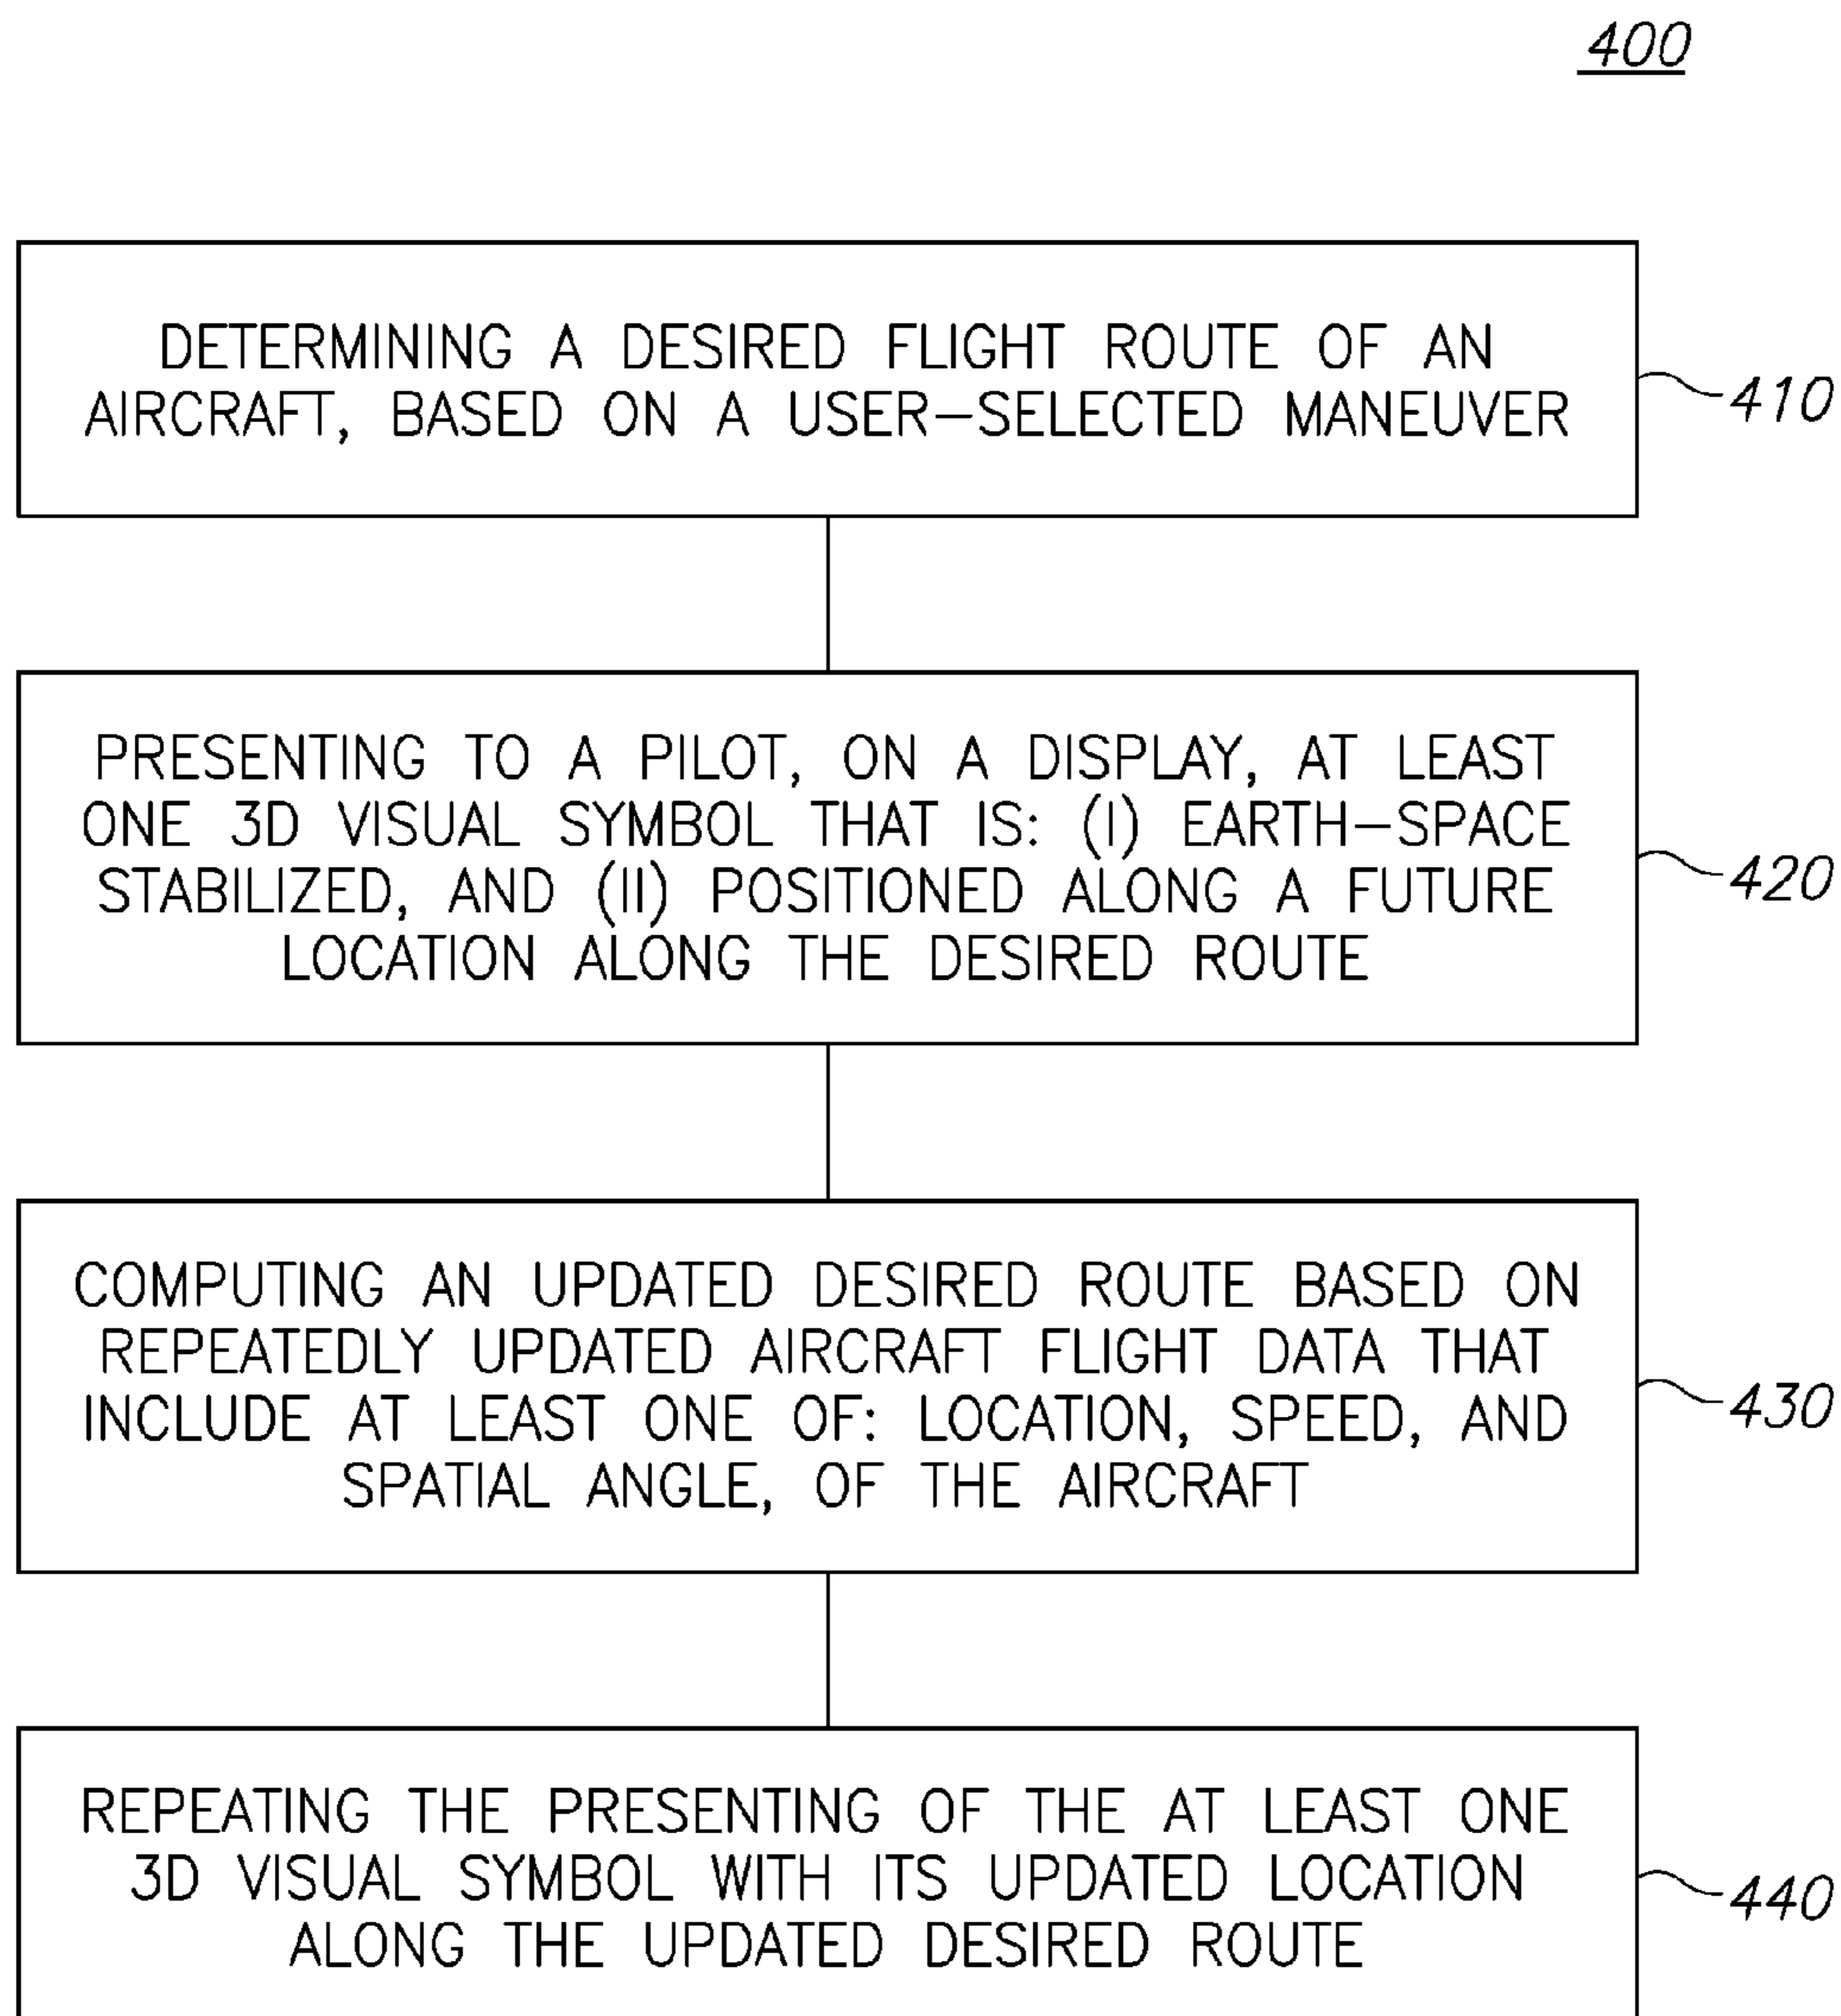 400
DETERMINING A DESIRED FLIGHT ROUTE OF AN
AIRCRAFT, BASED ON A USER-SELECTED MANEUVER
410
PRESENTING TO A PILOT, ON A DISPLAY, AT LEAST
ONE 3D VISUAL SYMBOL THAT IS: (I) EARTH-SPACE
STABILIZED, AND (II) POSITIONED ALONG A FUTURE
LOCATION ALONG THE DESIRED ROUTE
420
COMPUTING AN UPDATED DESIRED ROUTE BASED ON
REPEATEDLY UPDATED AIRCRAFT FLIGHT DATA THAT
INCLUDE AT LEAST ONE OF: LOCATION, SPEED, AND
SPATIAL ANGLE, OF THE AIRCRAFT
430
REPEATING THE PRESENTING OF THE AT LEAST ONE
3D VISUAL SYMBOL WITH ITS UPDATED LOCATION
ALONG THE UPDATED DESIRED ROUTE
440